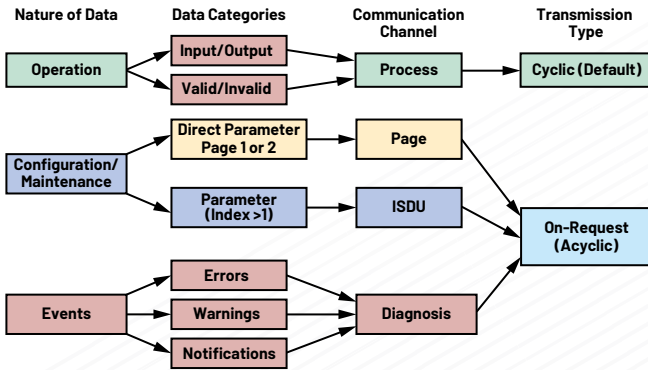 Nature of Data
Data Categories
Communication
Channel
Transmission
Type
Operation
Input/Output
Valid/Invalid
Process
Cyclic (Default)
Configuration/
Maintenance
Direct Parameter
Page 1 or 2
Page
Parameter
(Index >1)
ISDU
On-Request
(Acyclic)
Events
Errors
Warnings
Notifications
Diagnosis